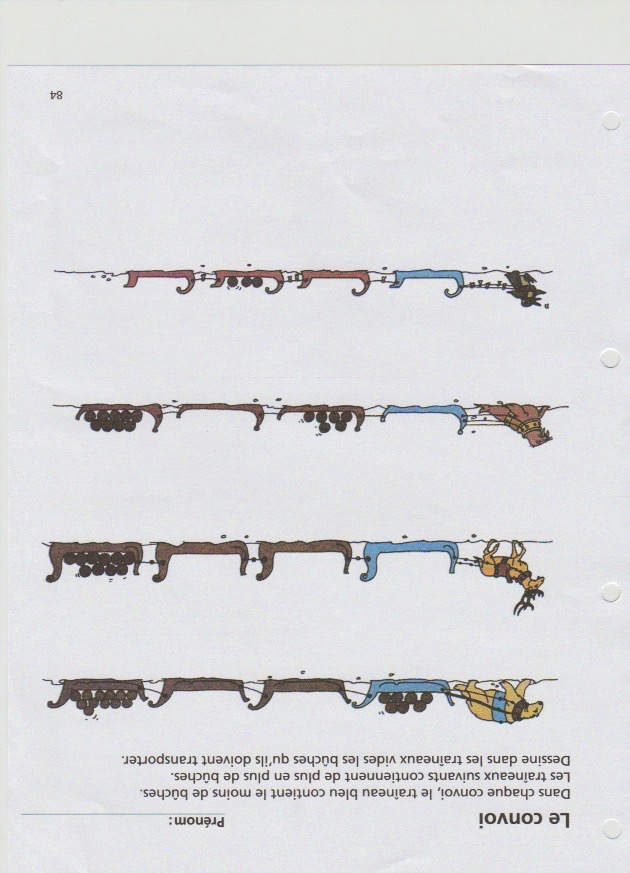 Le convoi
Prénom :
Dans chaque convoi, le traîneau bleu contient le moins de bûches.
Les traîneaux suivants contiennent de plus en plus de bûches.
Dessine dans les traîneaux vides les bûches qu'ils doivent transporter.
84